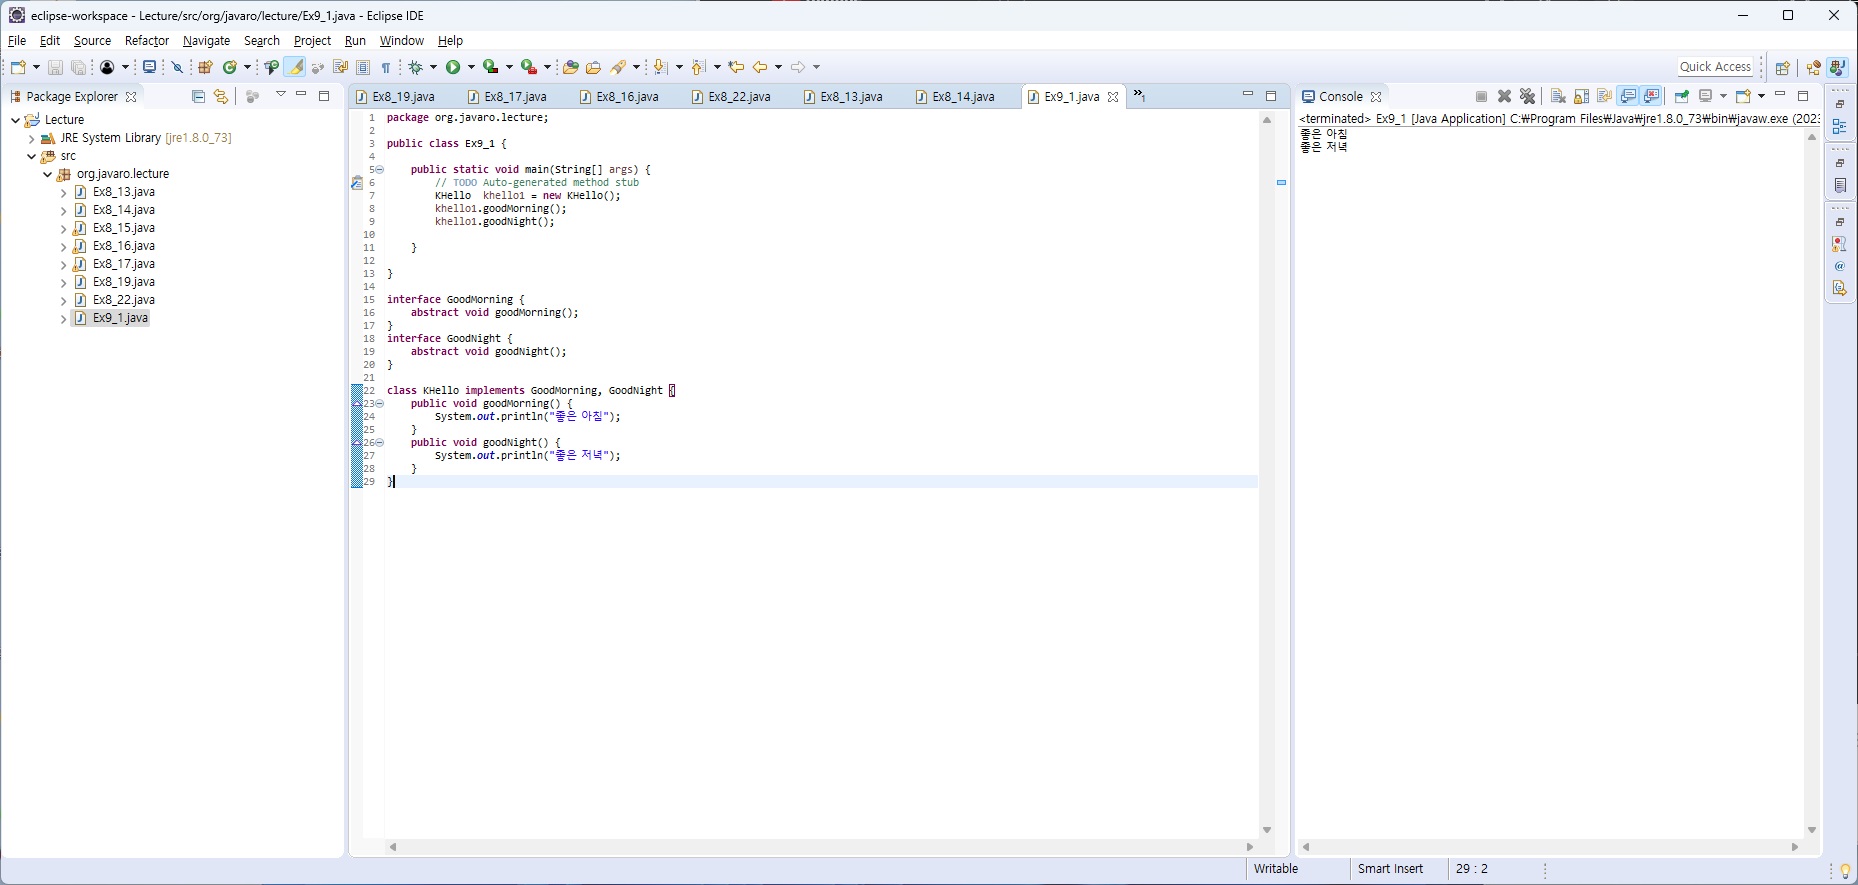 eclipse-workspace - Lecture/src/org/javaro/lecture/Ex9_1.java - Eclipse IDE
File Edit Source Refactor Navigate Search Project Run Window Help
Quick Access
Package Explorer
Lecture
JRE System Library [jre1.8.0_73]
src
org.javaro.lecture
Ex8_13.java
Ex8_14.java
Ex8_15.java
Ex8_16.java
Ex8_17.java
Ex8_19.java
Ex8_22.java
Ex9_1.java
Ex8_19.java Ex8_17.java Ex8_16.java Ex8_22.java Ex8_13.java Ex8_14.java Ex9_1.java »1
1 package org.javaro.lecture;
2
3 public class Ex9_1 {
4
5 public static void main(String[] args) {
6 // TODO Auto-generated method stub
7 KHello khello1 = new KHello();
8 khello1.goodMorning();
9 khello1.goodNight();
10
11 }
12
13 }
14
15 interface GoodMorning {
16 abstract void goodMorning();
17 }
18 interface GoodNight {
19 abstract void goodNight();
20 }
21
22 class KHello implements GoodMorning, GoodNight {
23 public void goodMorning() {
24 System.out.println("좋은 아침");
25 }
26 public void goodNight() {
27 System.out.println("좋은 저녁");
28 }
29 }
Console
<terminated> Ex9_1 [Java Application] C:₩Program Files₩Java₩jre1.8.0_73₩bin₩javaw.exe (2023
좋은 아침
좋은 저녁
Writable Smart Insert 29 : 2